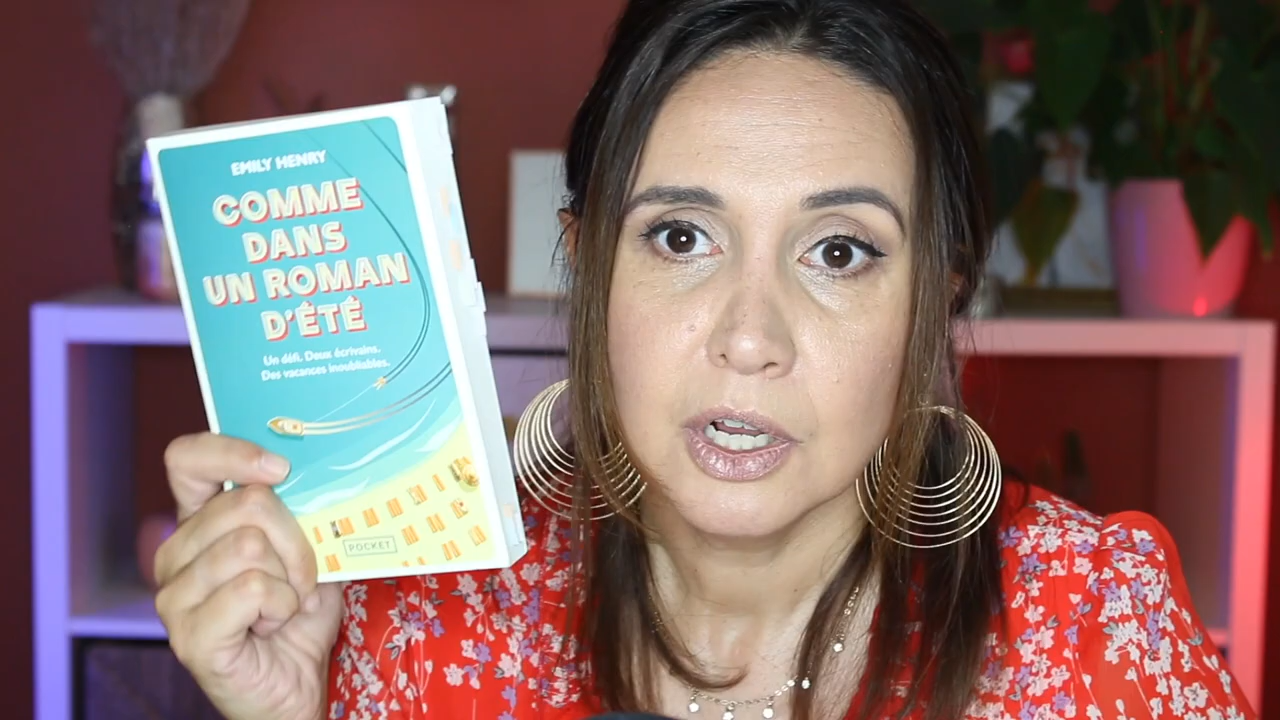 EMILY HENRY
COMME
DANS
UN ROMAN
D'ÉTÉ
Un défi. Deux écrivains.
Des vacances inoubliables.
POCKET